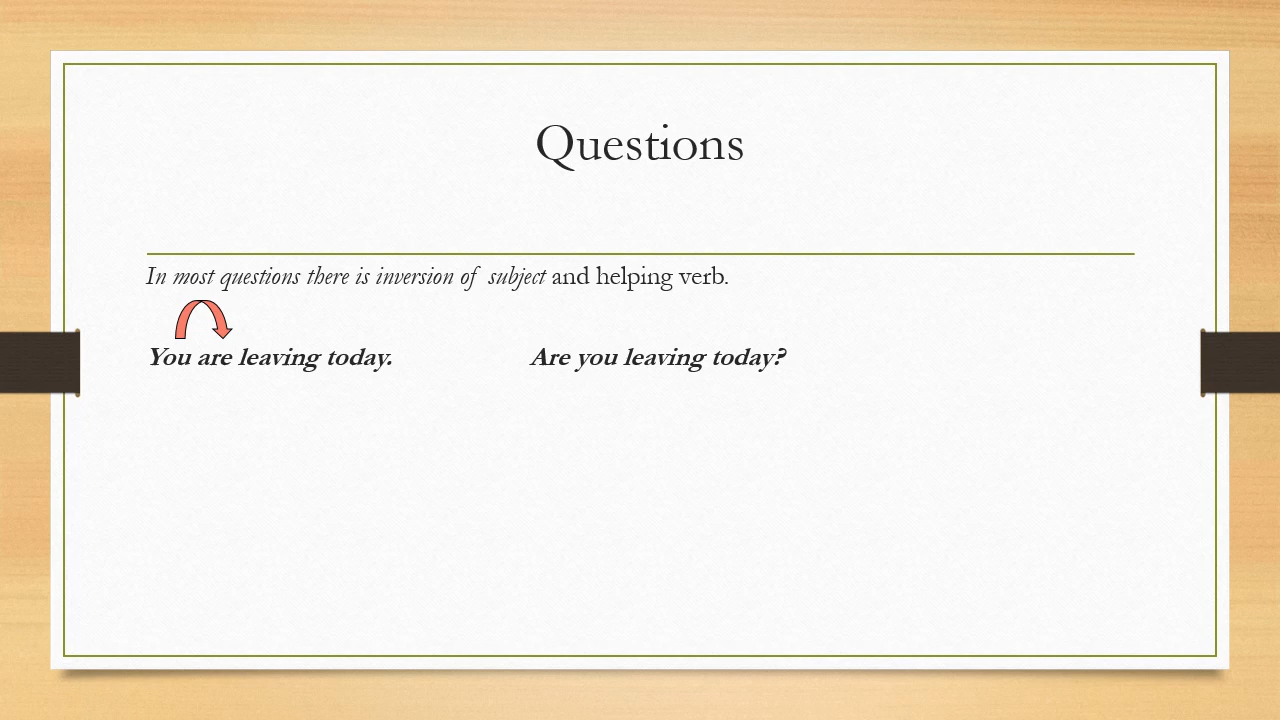 Questions
In most questions there is inversion of subject and helping verb.
You are leaving today. Are you leaving today?